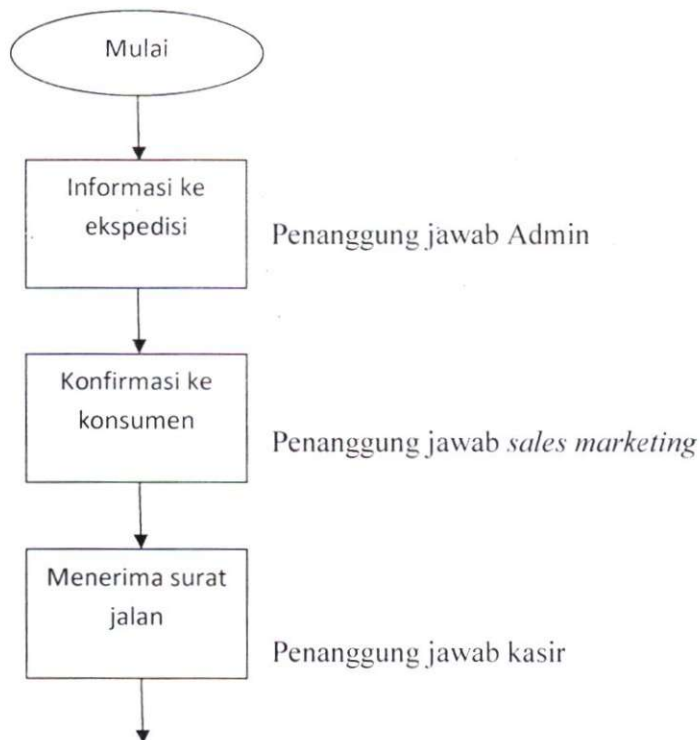 Mulai
Informasi ke
ekspedisi
Penanggung jawab Admin
Konfirmasi ke
konsumen
Penanggung jawab sales marketing
Menerima surat
jalan
Penanggung jawab kasir